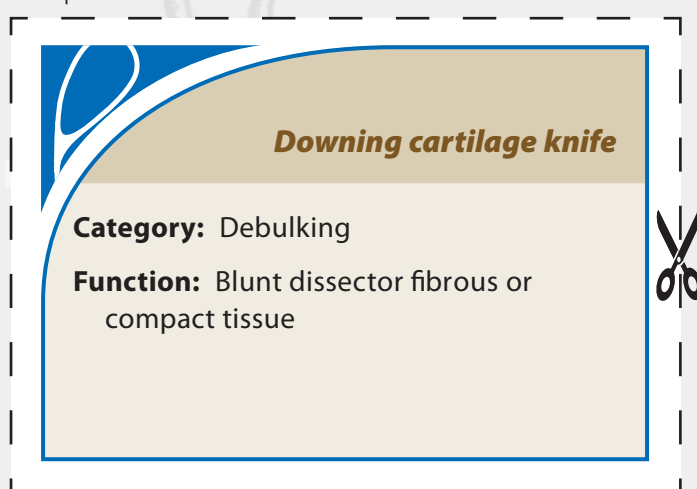 Downing cartilage knife
Category: Debulking
Function: Blunt dissector fibrous or
compact tissue